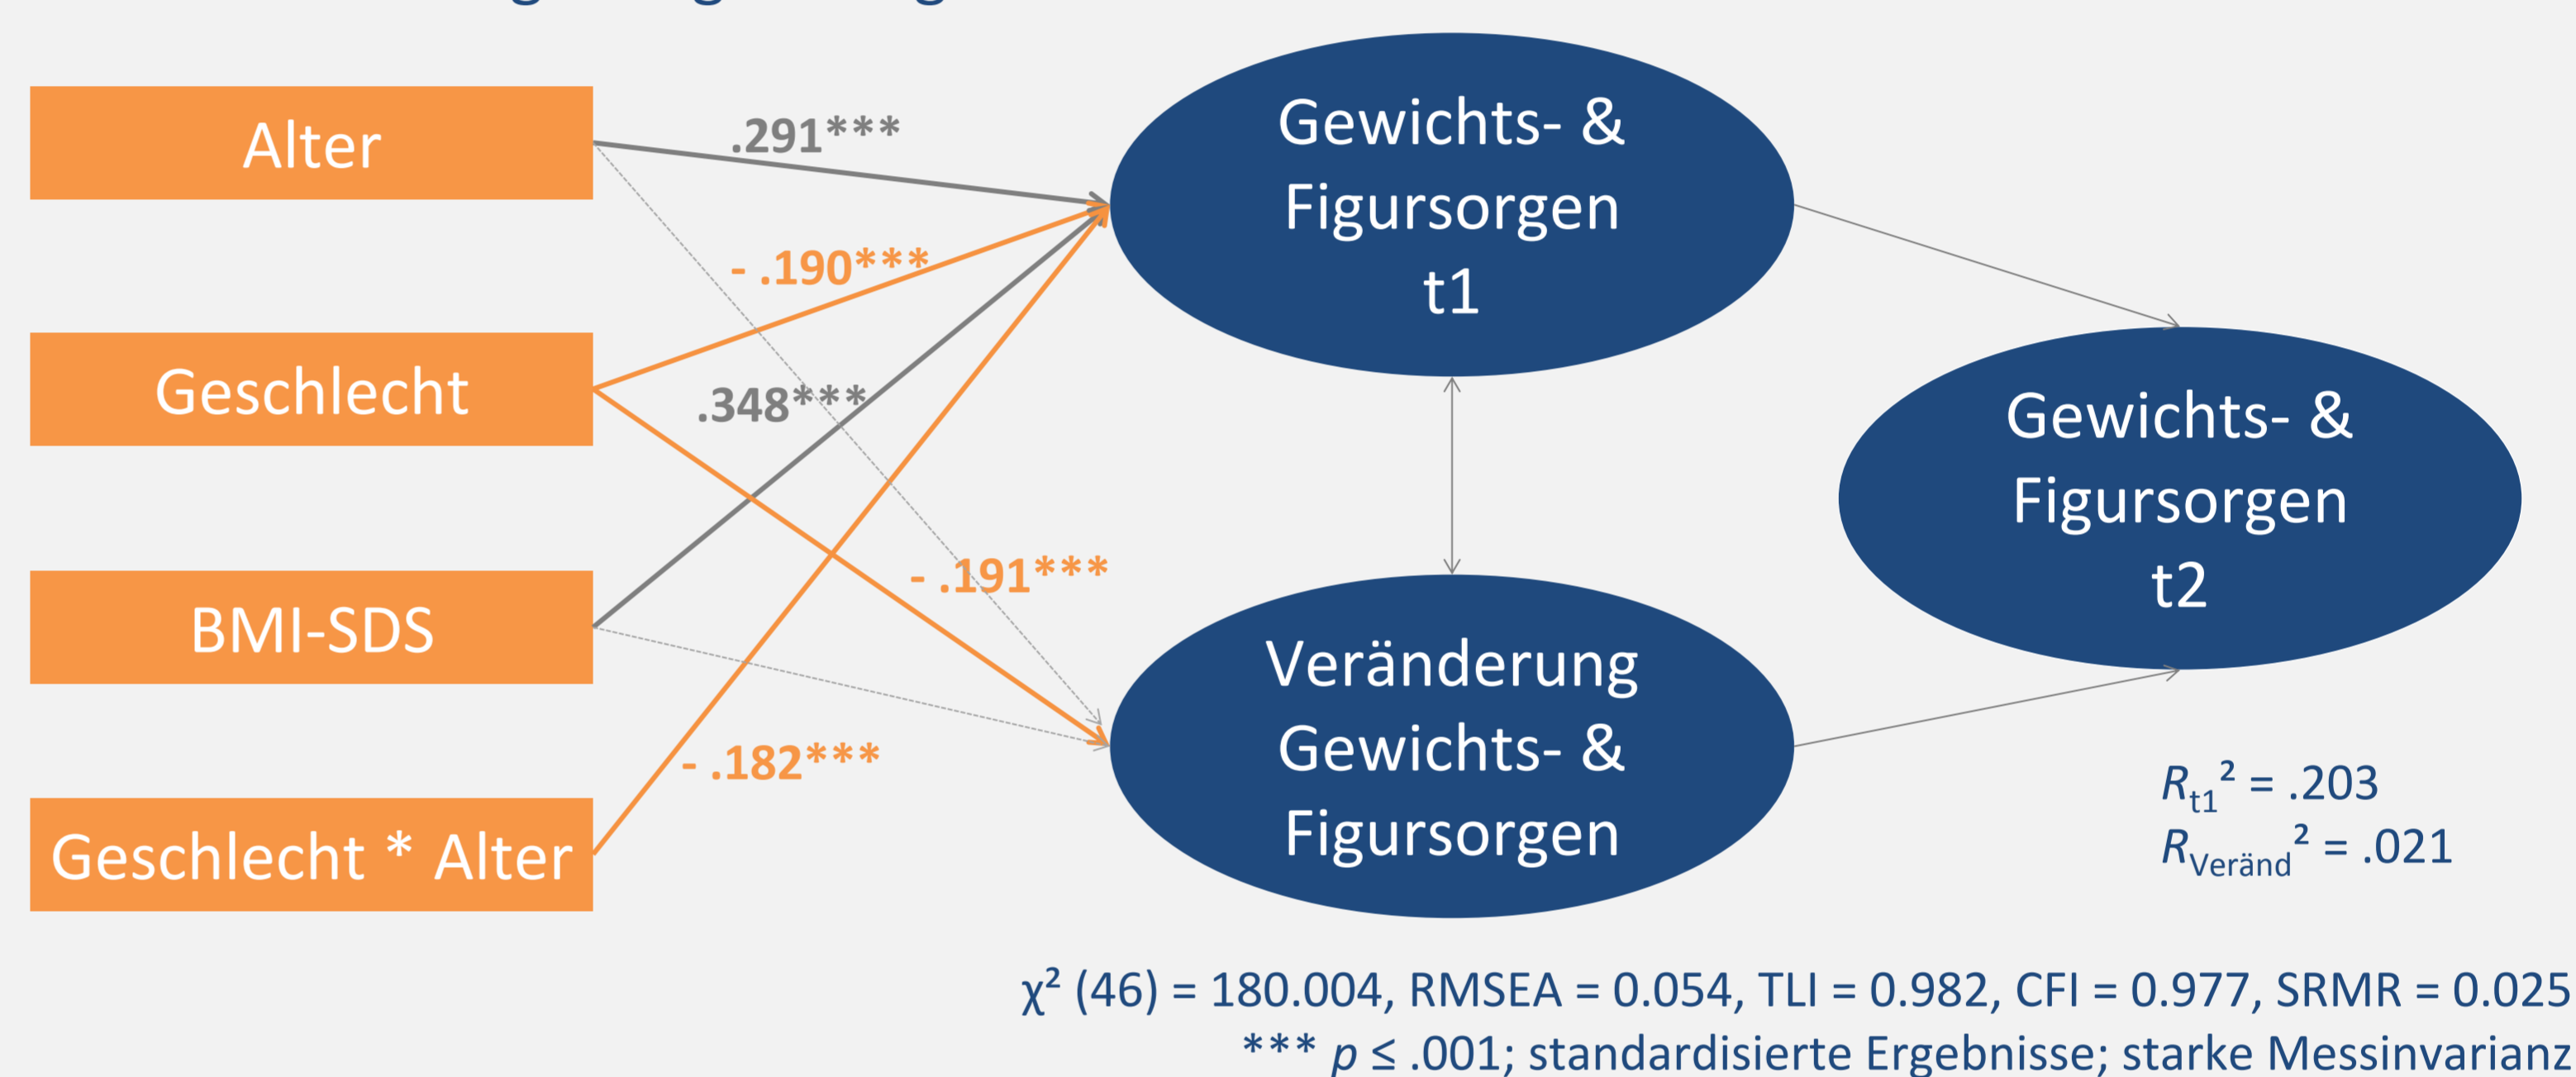 Alter
.291***
Gewichts- &
Figursorgen
t1
- .190***
Geschlecht
.348***
Gewichts- &
Figursorgen
t2
- .191***
BMI-SDS
Veränderung
Gewichts- &
Figursorgen
- .182***
Geschlecht * Alter
Rt1² = .203
RVeränd² = .021
χ² (46) = 180.004, RMSEA = 0.054, TLI = 0.982, CFI = 0.977, SRMR = 0.025
*** p ≤ .001; standardisierte Ergebnisse; starke Messinvarianz